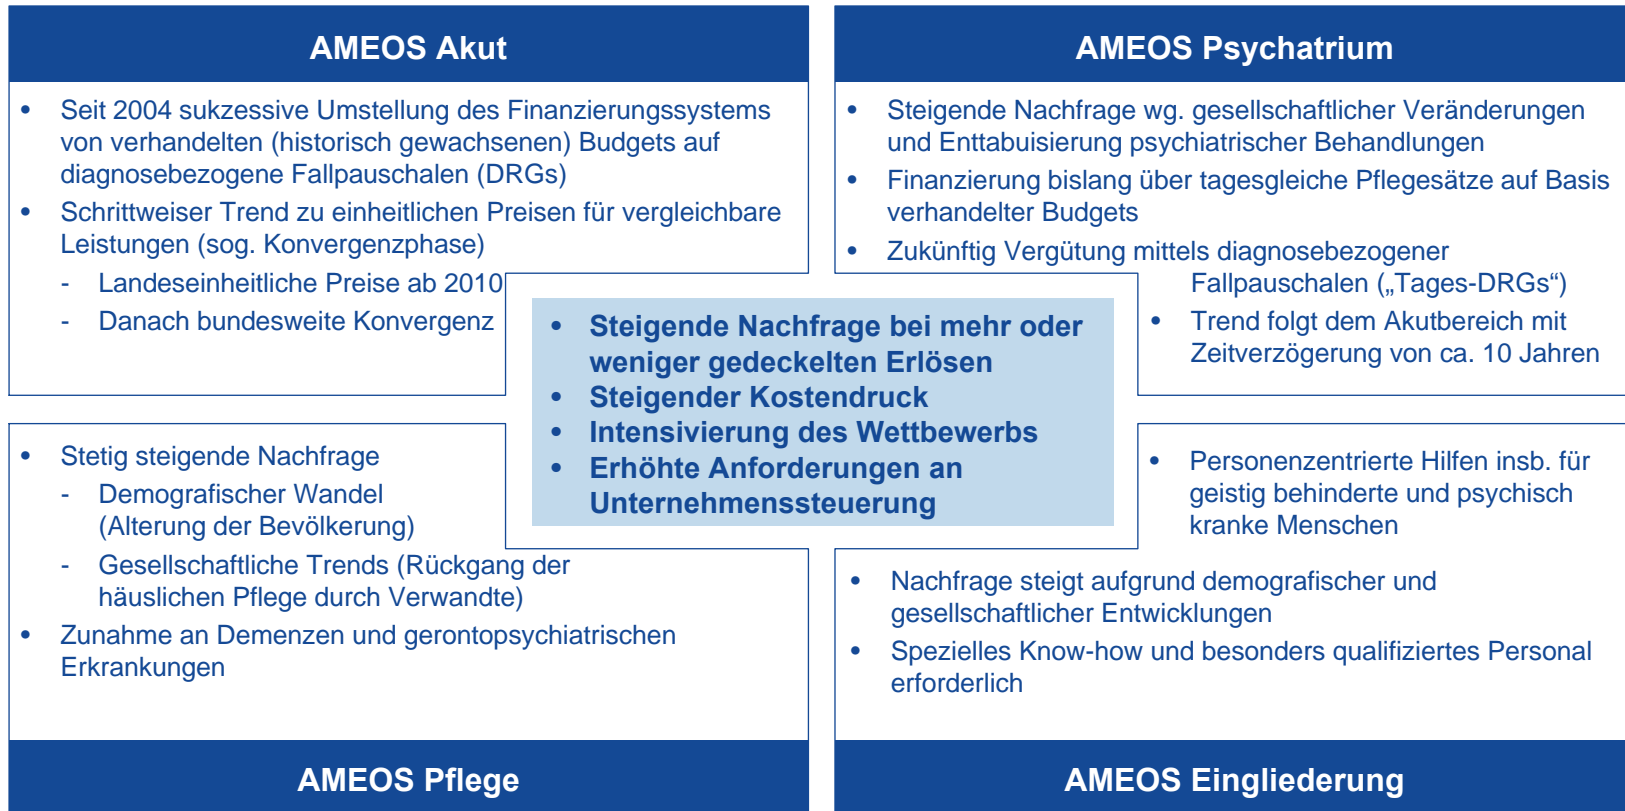 AMEOS Akut
• Seit 2004 sukzessive Umstellung des Finanzierungssystems
von verhandelten (historisch gewachsenen) Budgets auf
diagnosebezogene Fallpauschalen (DRGs)
• Schrittweiser Trend zu einheitlichen Preisen für vergleichbare
Leistungen (sog. Konvergenzphase)
- Landeseinheitliche Preise ab 2010
- Danach bundesweite Konvergenz
AMEOS Psychatrium
• Steigende Nachfrage wg. gesellschaftlicher Veränderungen
und Enttabuisierung psychiatrischer Behandlungen
• Finanzierung bislang über tagesgleiche Pflegesätze auf Basis
verhandelter Budgets
• Zukünftig Vergütung mittels diagnosebezogener
Fallpauschalen („Tages-DRGs“)
• Trend folgt dem Akutbereich mit
Zeitverzögerung von ca. 10 Jahren
• Steigende Nachfrage bei mehr oder
weniger gedeckelten Erlösen
• Steigender Kostendruck
• Intensivierung des Wettbewerbs
• Erhöhte Anforderungen an
Unternehmenssteuerung
• Stetig steigende Nachfrage
- Demografischer Wandel
(Alterung der Bevölkerung)
- Gesellschaftliche Trends (Rückgang der
häuslichen Pflege durch Verwandte)
• Zunahme an Demenzen und gerontopsychiatrischen
Erkrankungen
AMEOS Pflege
• Personenzentrierte Hilfen insb. für
geistig behinderte und psychisch
kranke Menschen
• Nachfrage steigt aufgrund demografischer und
gesellschaftlicher Entwicklungen
• Spezielles Know-how und besonders qualifiziertes Personal
erforderlich
AMEOS Eingliederung